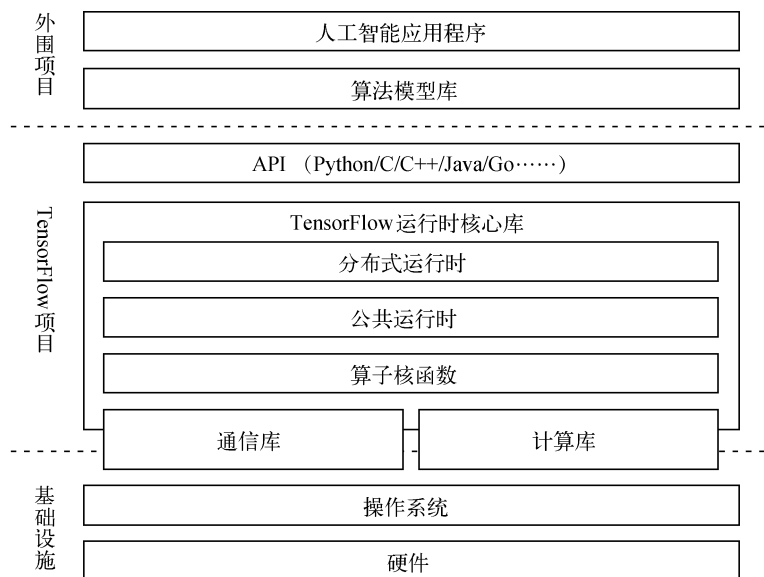 外围项目
人工智能应用程序
算法模型库
TensorFlow项目
API （Python/C/C++/Java/Go……）
TensorFlow运行时核心库
分布式运行时
公共运行时
算子核函数
通信库
计算库
基础设施
操作系统
硬件